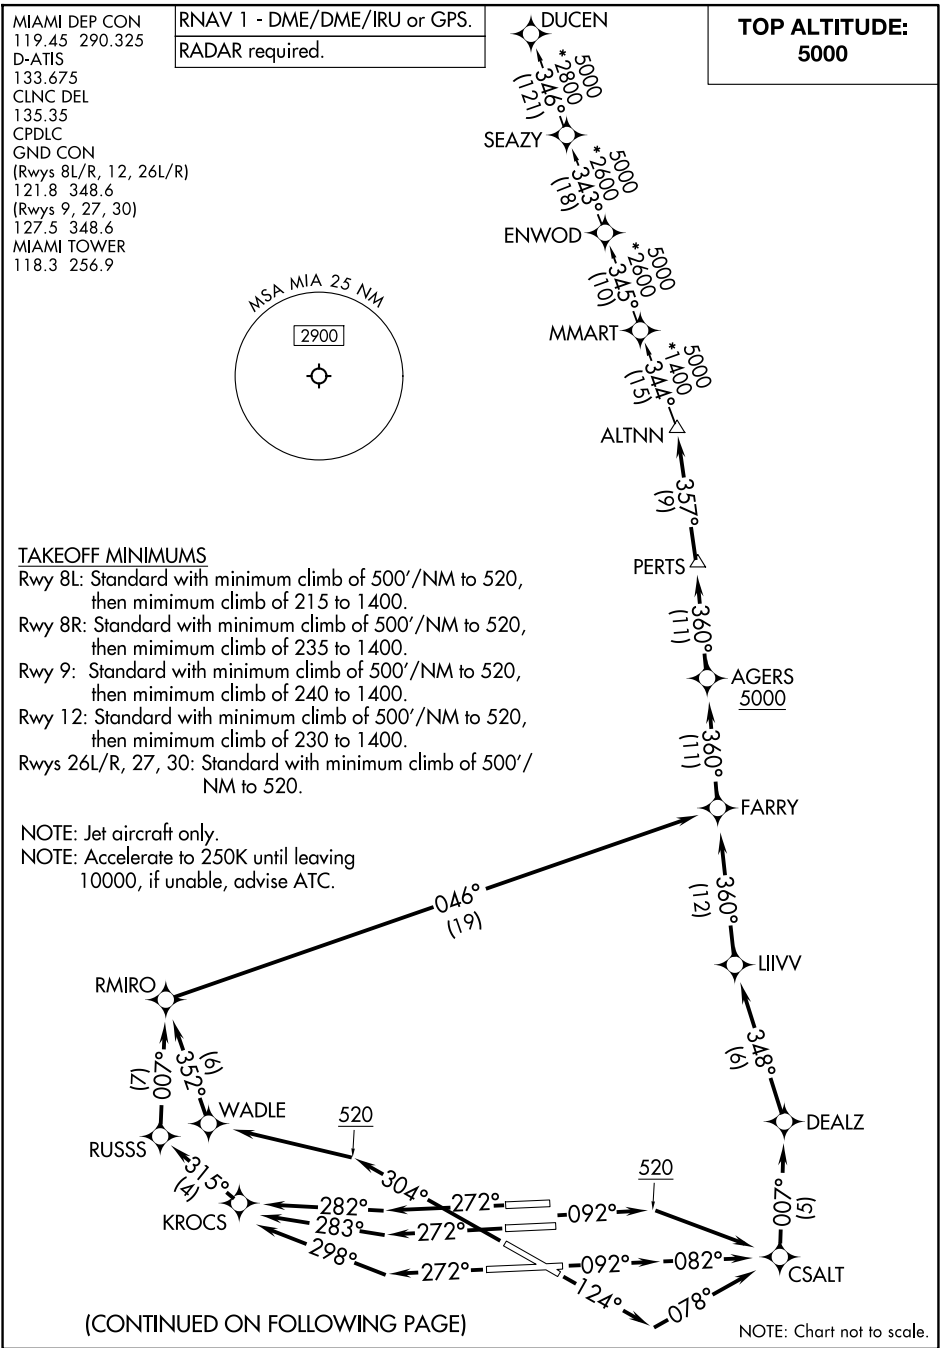 MIAMI DEP CON
119.45 290.325
D-ATIS
133.675
CLNC DEL
135.35
CPDLC
GND CON
(Rwys 8L/R, 12, 26L/R)
121.8 348.6
(Rwys 9, 27, 30)
127.5 348.6
MIAMI TOWER
118.3 256.9
RNAV 1 - DME/DME/IRU or GPS.
RADAR required.
TOP ALTITUDE:
5000
DUCEN
5000
*2800
346°
(121)
SEAZY
5000
*2600
343°
(18)
ENWOD
5000
*2600
345°
(10)
MMART
5000
*1400
344°
(15)
ALTNN
357°
(9)
PERTS
360°
(11)
AGERS
5000
360°
(11)
FARRY
360°
(12)
LIIVV
348°
(6)
DEALZ
007°
(5)
CSALT
MSA MIA 25 NM
2900
TAKEOFF MINIMUMS
Rwy 8L: Standard with minimum climb of 500'/NM to 520,
then mimimum climb of 215 to 1400.
Rwy 8R: Standard with minimum climb of 500'/NM to 520,
then mimimum climb of 235 to 1400.
Rwy 9: Standard with minimum climb of 500'/NM to 520,
then mimimum climb of 240 to 1400.
Rwy 12: Standard with minimum climb of 500'/NM to 520,
then mimimum climb of 230 to 1400.
Rwys 26L/R, 27, 30: Standard with minimum climb of 500'/
NM to 520.
NOTE: Jet aircraft only.
NOTE: Accelerate to 250K until leaving
10000, if unable, advise ATC.
046°
(19)
RMIRO
007°
(7)
352°
(6)
WADLE
RUSSS
315°
(4)
KROCS
520
304°
520
282°
272°
092°
283°
272°
298°
272°
092°
082°
124°
078°
(CONTINUED ON FOLLOWING PAGE)
NOTE: Chart not to scale.